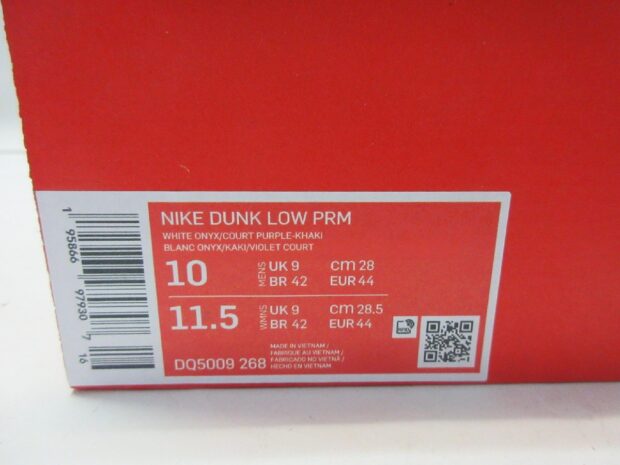 NIKE DUNK LOW PRM
WHITE ONYX/COURT PURPLE-KHAKI
BLANC ONYX/KAKI/VIOLET COURT
10 MENS UK 9 cm 28
BR 42 EUR 44
11.5 WMNS UK 9 cm 28.5
BR 42 EUR 44
DQ5009 268
MADE IN VIETNAM /
FABRIQUE AU VIETNAM /
FABRICADO NO VIETNÃ /
HECHO EN VIETNAM
1 95866 97930 7 16